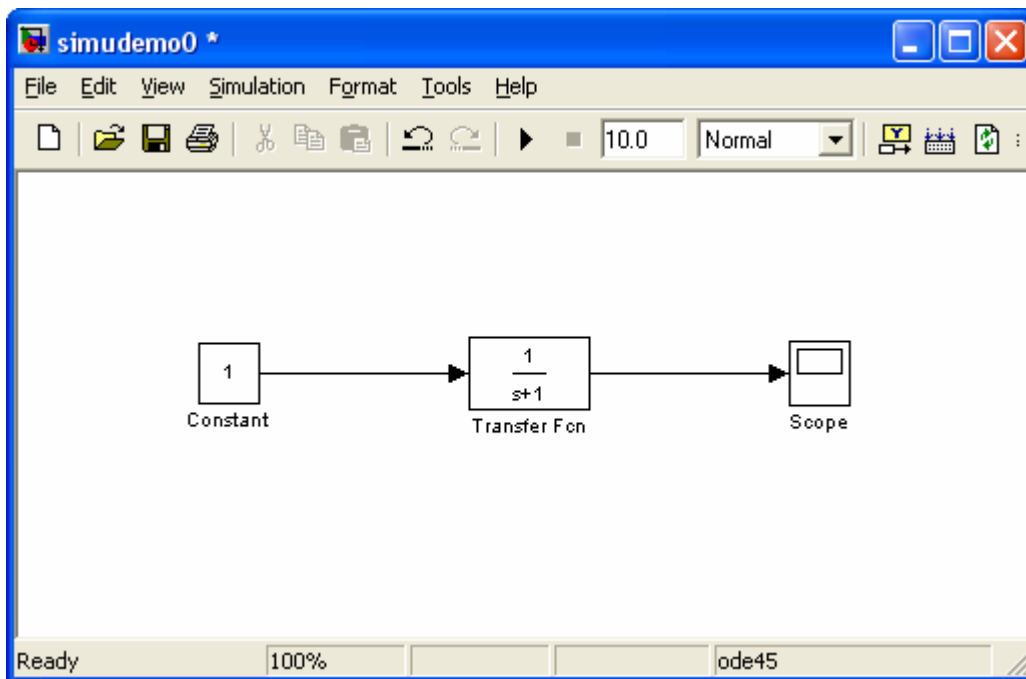 simudemo0 *
File Edit View Simulation Format Tools Help
10.0 Normal
1
Constant
1
s+1
Transfer Fcn
Scope
Ready 100% ode45